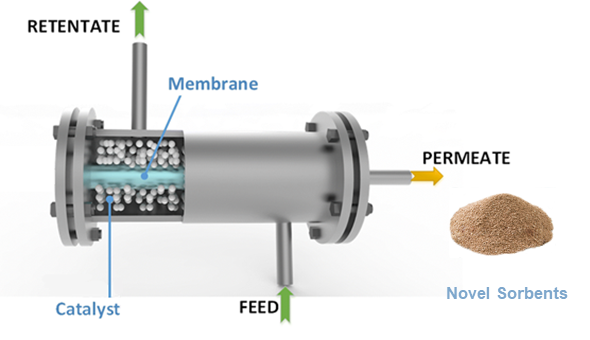 RETENTATE
Membrane
PERMEATE
Novel Sorbents
Catalyst
FEED